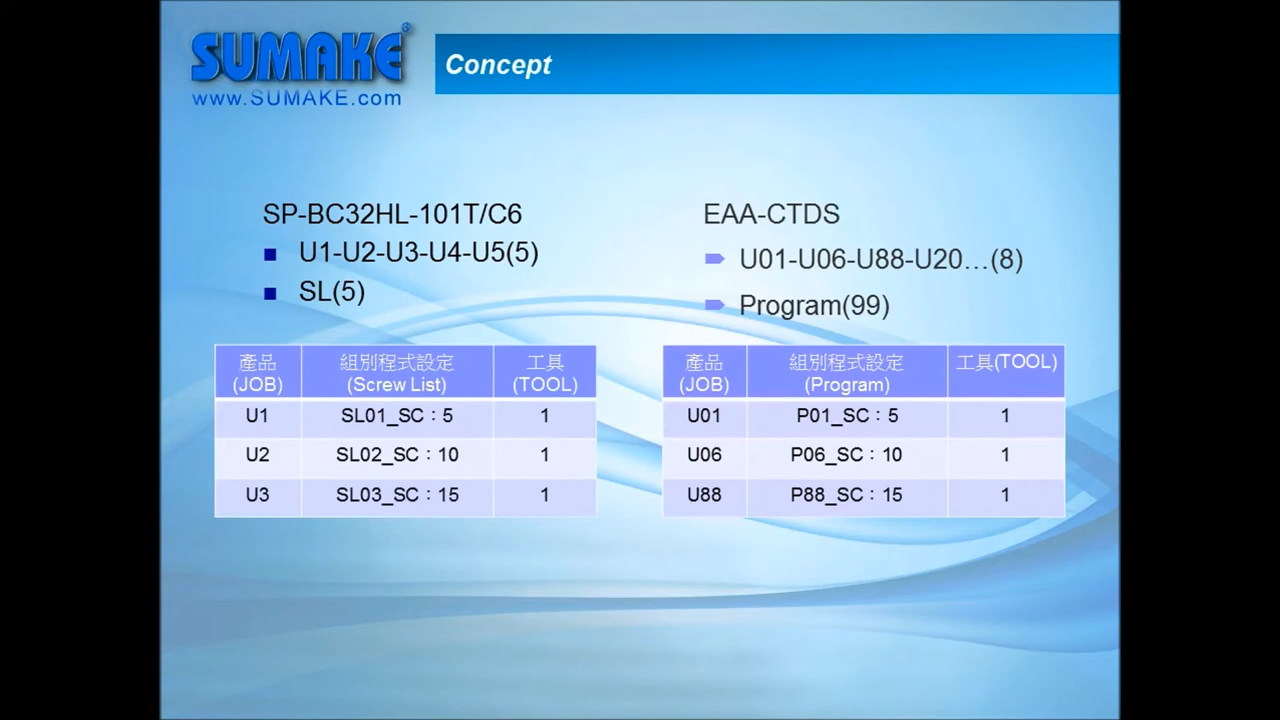 SUMAKE®
www.SUMAKE.com
Concept
SP-BC32HL-101T/C6
U1-U2-U3-U4-U5(5)
SL(5)
產品 組別程式設定 工具
(JOB) (Screw List) (TOOL)
U1 SL01_SC:5 1
U2 SL02_SC:10 1
U3 SL03_SC:15 1
EAA-CTDS
U01-U06-U88-U20…(8)
Program(99)
產品 組別程式設定 工具(TOOL)
(JOB) (Program)
U01 P01_SC:5 1
U06 P06_SC:10 1
U88 P88_SC:15 1